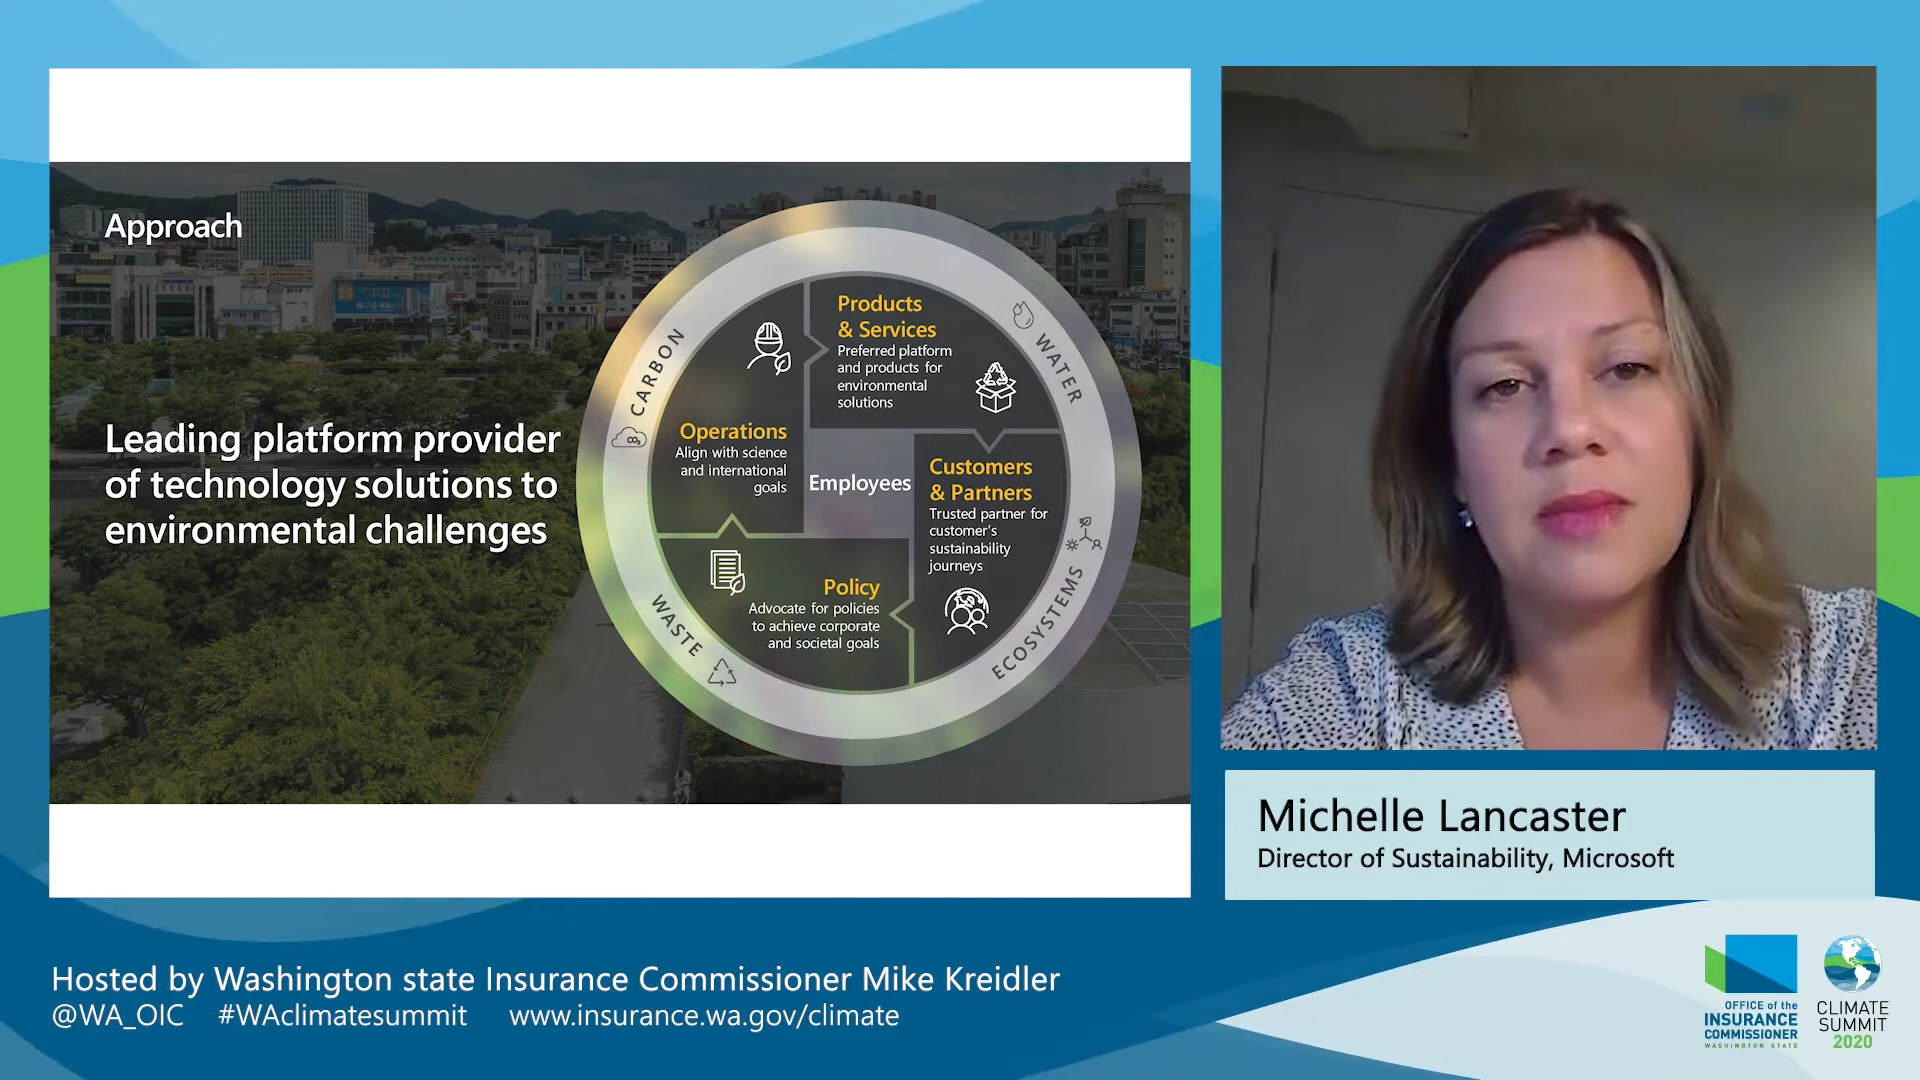 Approach
Leading platform provider
of technology solutions to
environmental challenges
CARBON
CO₂
WATER
ECOSYSTEMS
WASTE
Products
& Services
Preferred platform
and products for
environmental
solutions
Operations
Align with science
and international
goals
Employees
Customers
& Partners
Trusted partner for
customer's
sustainability
journeys
Policy
Advocate for policies
to achieve corporate
and societal goals
Michelle Lancaster
Director of Sustainability, Microsoft
Hosted by Washington state Insurance Commissioner Mike Kreidler
@WA_OIC #WAclimatesummit www.insurance.wa.gov/climate
OFFICE of the
INSURANCE
COMMISSIONER
WASHINGTON STATE
CLIMATE
SUMMIT
2020